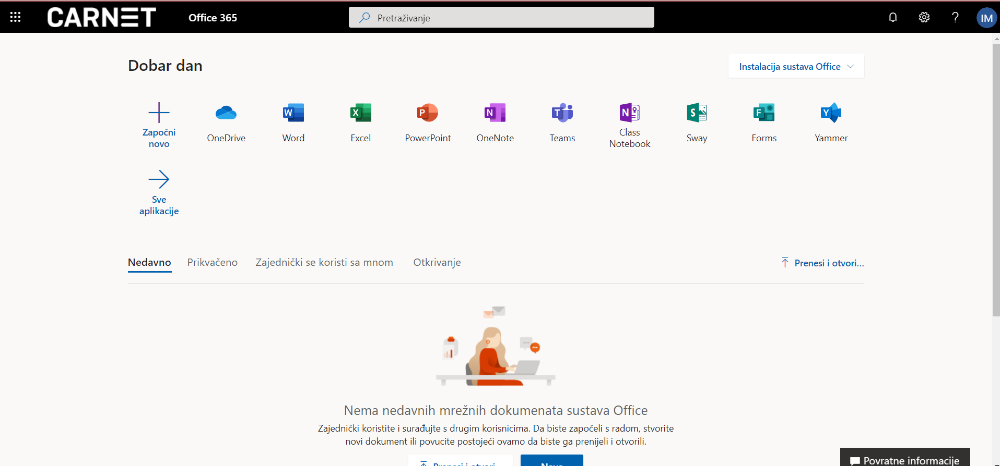 CARNET
Office 365
Pretraživanje
IM
Dobar dan
Instalacija sustava Office
Započni
novo
OneDrive
Word
Excel
PowerPoint
OneNote
Teams
Class
Notebook
Sway
Forms
Yammer
Sve
aplikacije
Nedavno
Prikvačeno
Zajednički se koristi sa mnom
Otkrivanje
Prenesi i otvori...
Nema nedavnih mrežnih dokumenata sustava Office
Zajednički koristite i surađujte s drugim korisnicima. Da biste započeli s radom, stvorite
novi dokument ili povucite postojeći ovamo da biste ga prenijeli i otvorili.
Prenesi i otvori
Novo
Povratne informacije